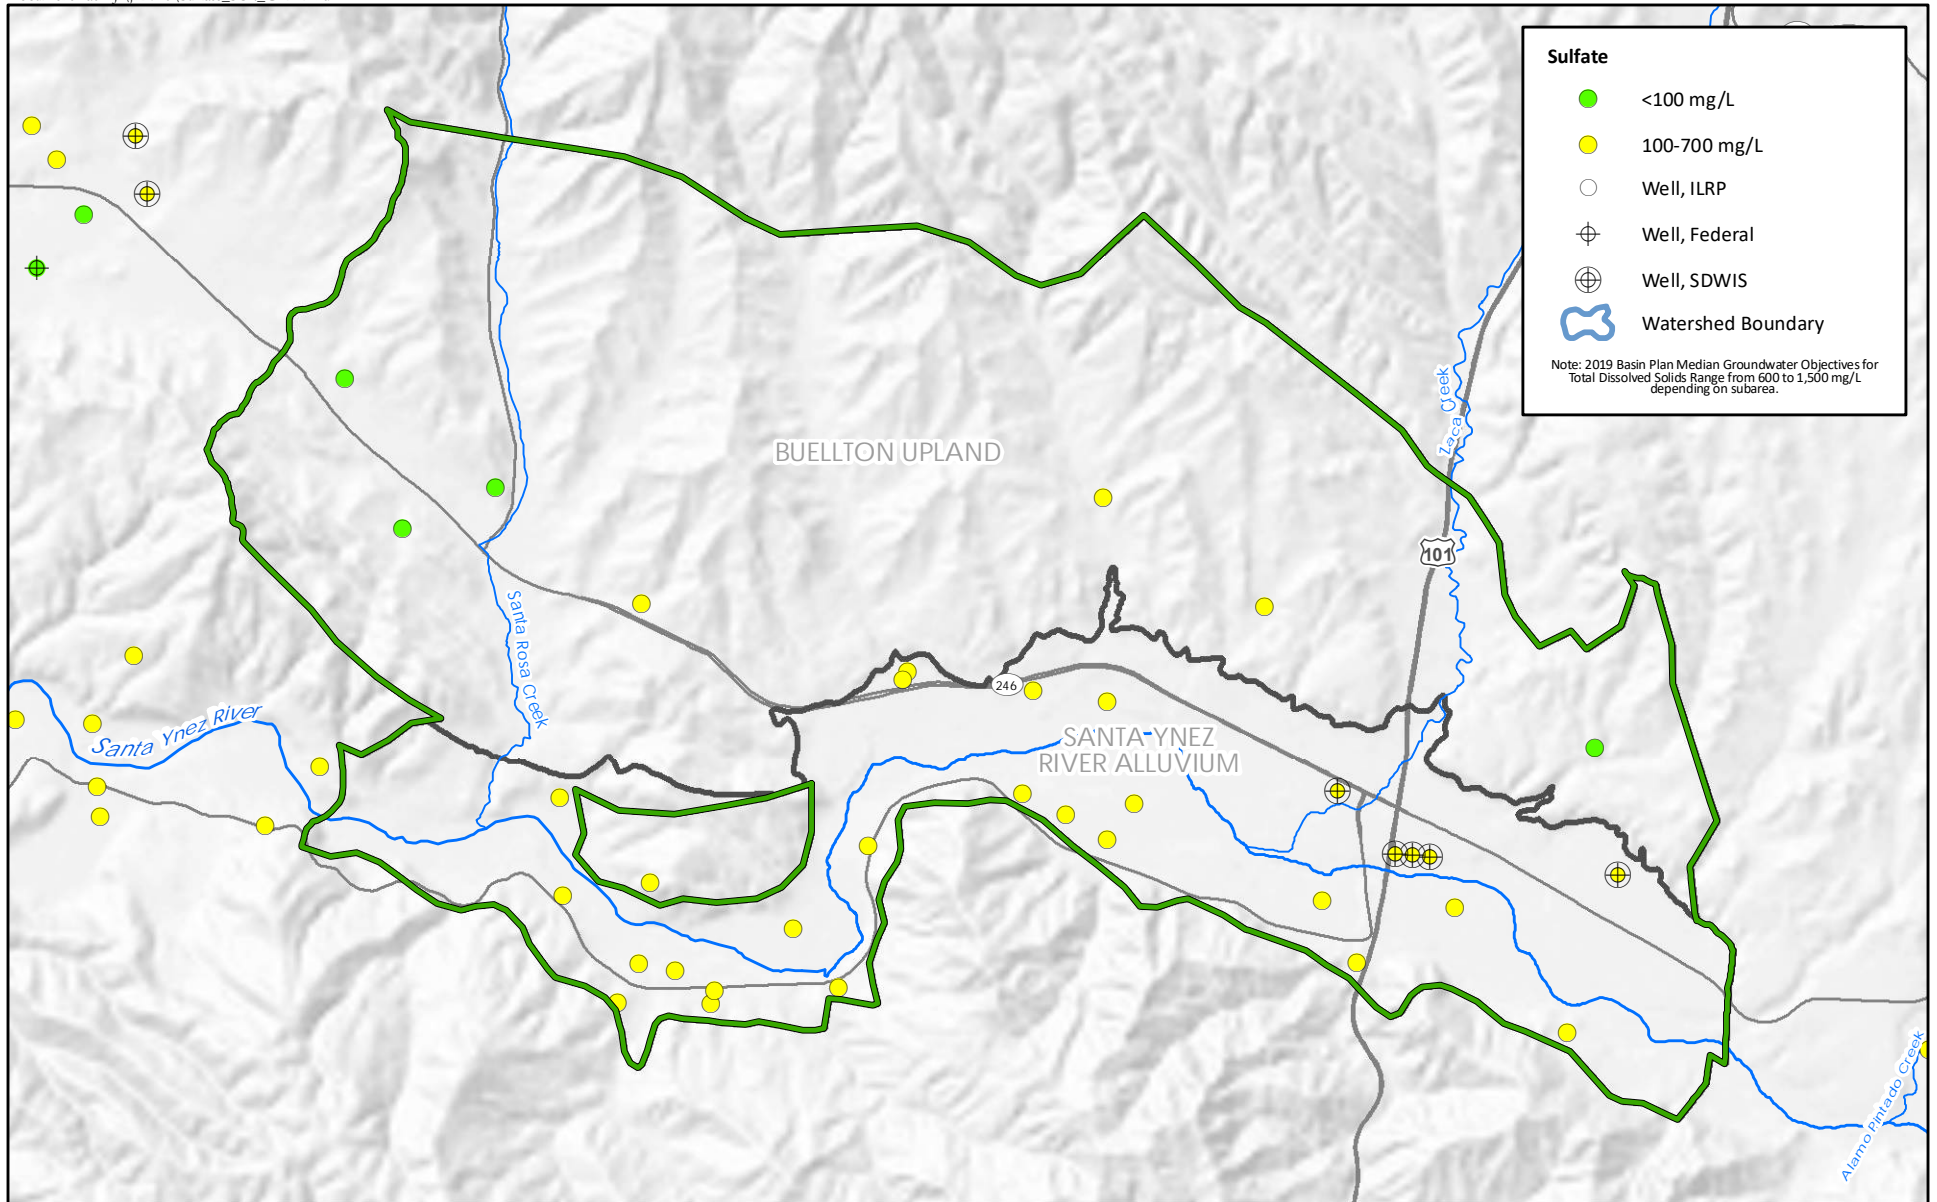 Sulfate
<100 mg/L
100-700 mg/L
Well, ILRP
Well, Federal
Well, SDWIS
Watershed Boundary
Note: 2019 Basin Plan Median Groundwater Objectives for
Total Dissolved Solids Range from 600 to 1,500 mg/L
depending on subarea.
Zaca Creek
BUELLTON UPLAND
101
Santa Rosa Creek
246
Santa Ynez River
SANTA YNEZ
RIVER ALLUVIUM
Alamo Pintado Creek